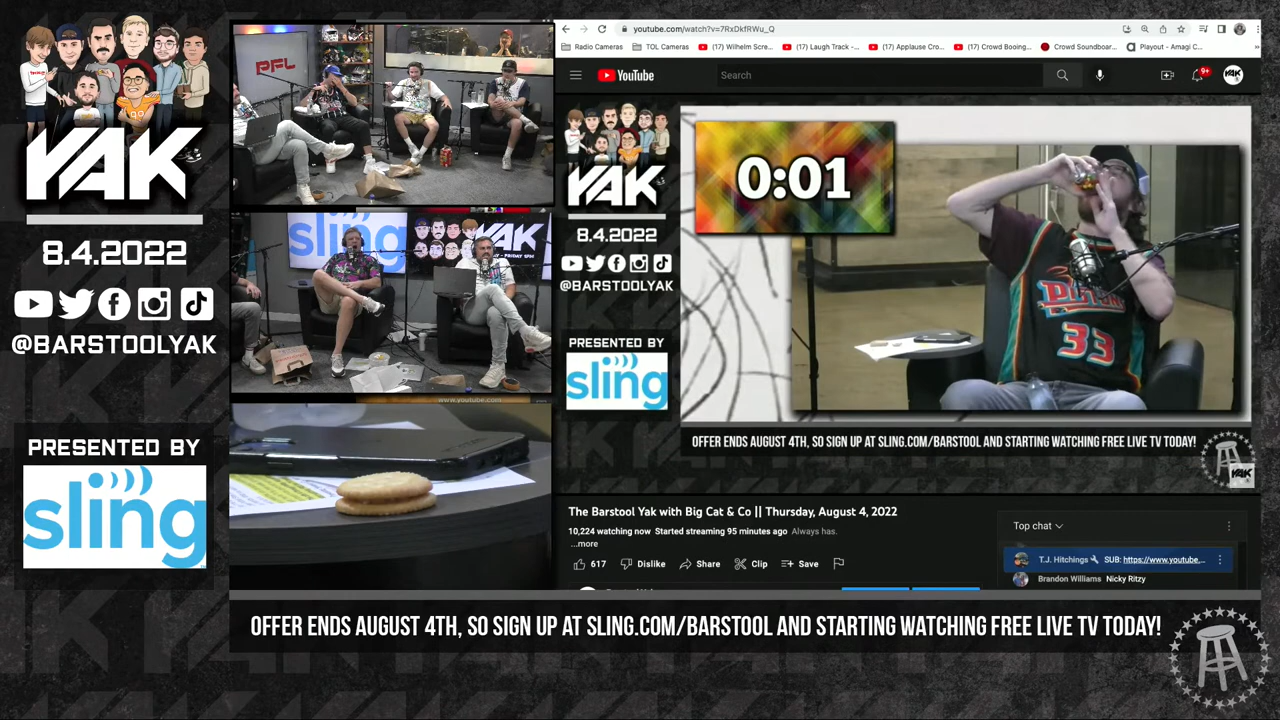 YAK
8.4.2022
@BARSTOOLYAK
PRESENTED BY
sling
PFL
sling
YAK
FRIDAY 1PM
www.youtube.com
youtube.com/watch?v=7RxDkfRWu_Q
Radio Cameras
TOL Cameras
(17) Wilhelm Scre...
(17) Laugh Track -...
(17) Applause Cro...
(17) Crowd Booing...
Crowd Soundboar...
Playout - Amagi C...
YouTube
Search
9+
YAK
YAK
8.4.2022
@BARSTOOLYAK
PRESENTED BY
sling
0:01
PISTONS
33
OFFER ENDS AUGUST 4TH, SO SIGN UP AT SLING.COM/BARSTOOL AND STARTING WATCHING FREE LIVE TV TODAY!
YAK
The Barstool Yak with Big Cat & Co || Thursday, August 4, 2022
10,224 watching now Started streaming 95 minutes ago Always has.
...more
617
Dislike
Share
Clip
Save
Top chat
T.J. Hitchings SUB: https://www.youtube....
Brandon Williams Nicky Ritzy
OFFER ENDS AUGUST 4TH, SO SIGN UP AT SLING.COM/BARSTOOL AND STARTING WATCHING FREE LIVE TV TODAY!